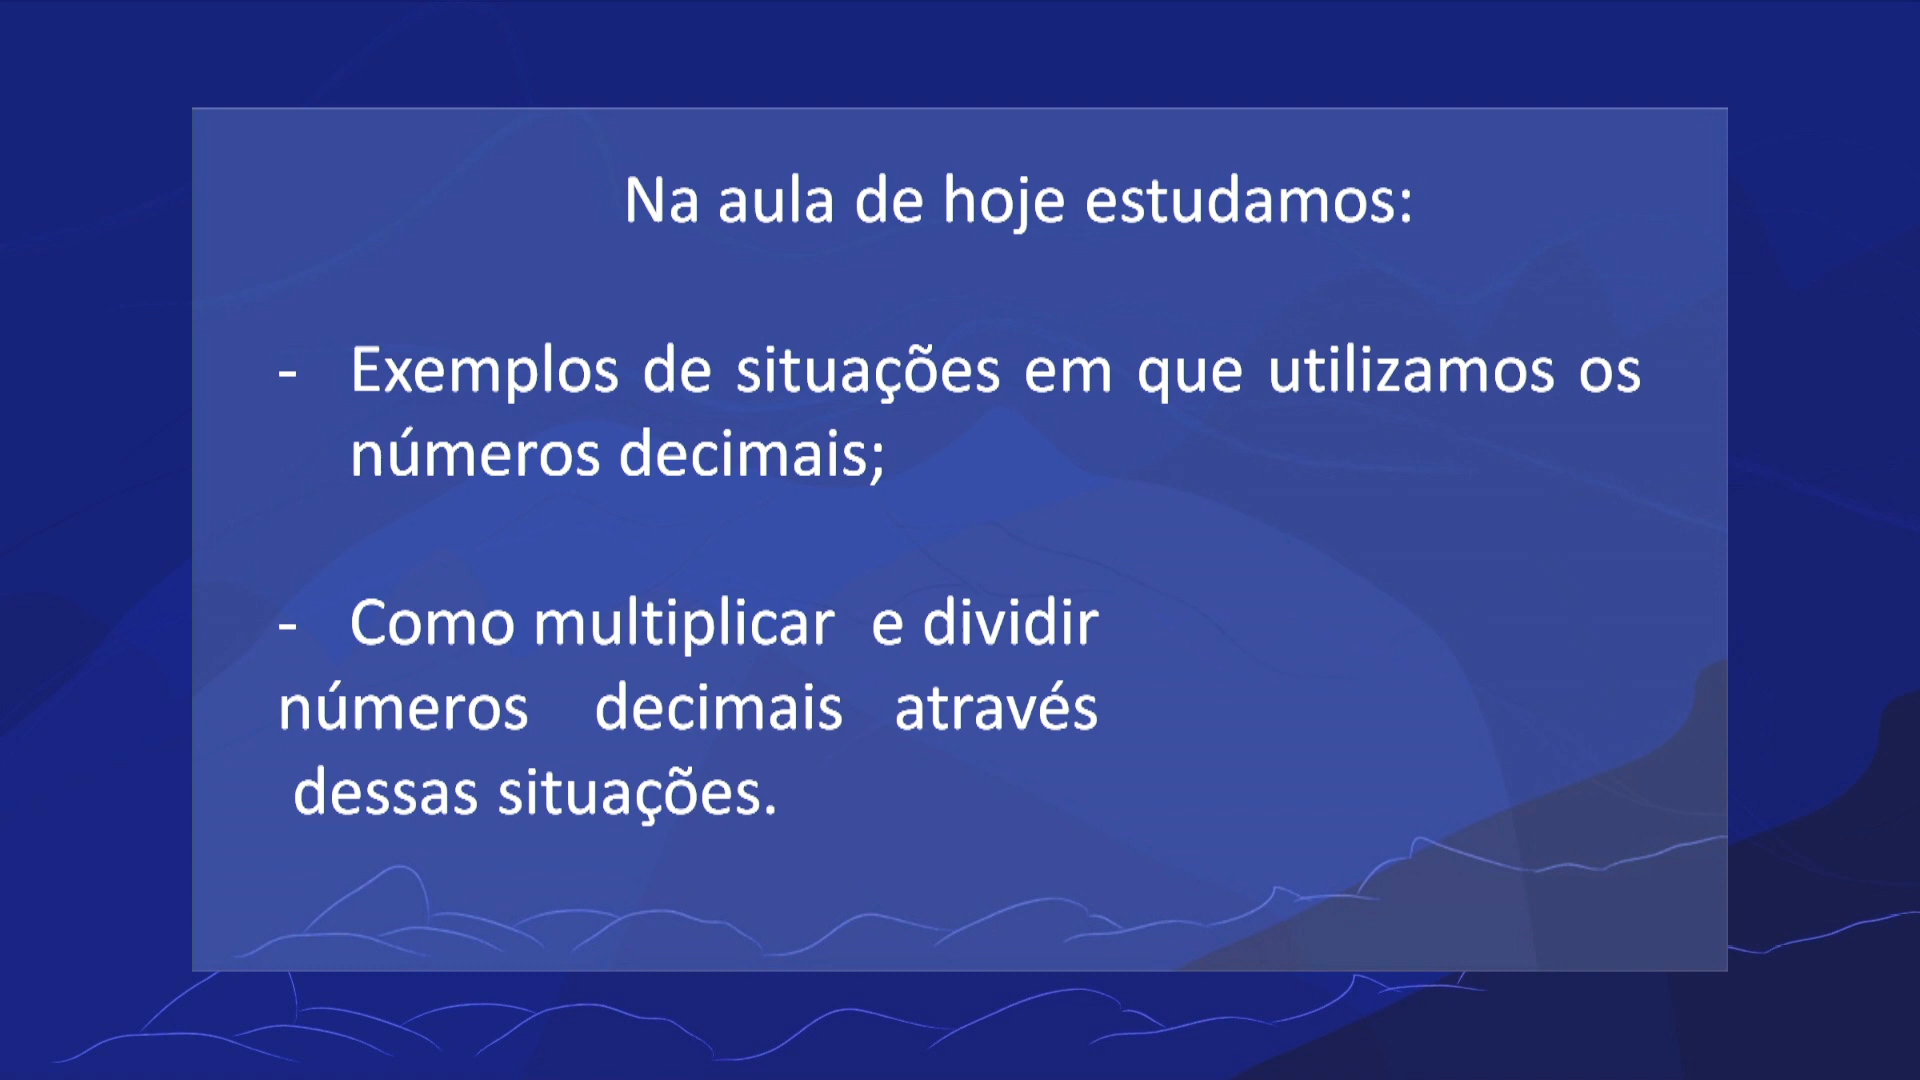 Na aula de hoje estudamos:
- Exemplos de situações em que utilizamos os
números decimais;
- Como multiplicar e dividir
números decimais através
dessas situações.